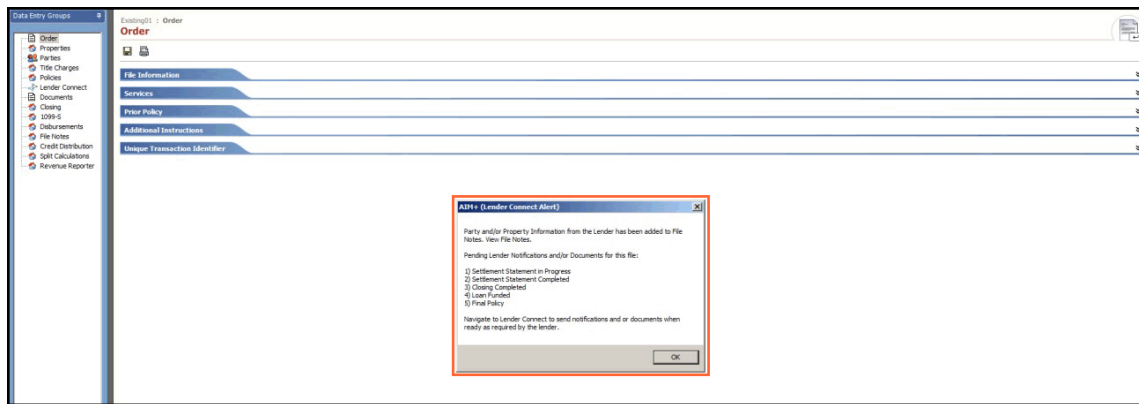 Data Entry Groups
Order
Properties
Parties
Title Charges
Policies
Lender Connect
Documents
Closing
1099-S
Disbursements
File Notes
Credit Distribution
Split Calculations
Revenue Reporter
Existing01 : Order
Order
File Information
Services
Prior Policy
Additional Instructions
Unique Transaction Identifier
AIM+ (Lender Connect Alert)
Party and/or Property Information from the Lender has been added to File
Notes. View File Notes.
Pending Lender Notifications and/or Documents for this file:
1) Settlement Statement in Progress
2) Settlement Statement Completed
3) Closing Completed
4) Loan Funded
5) Final Policy
Navigate to Lender Connect to send notifications and or documents when
ready as required by the lender.
OK